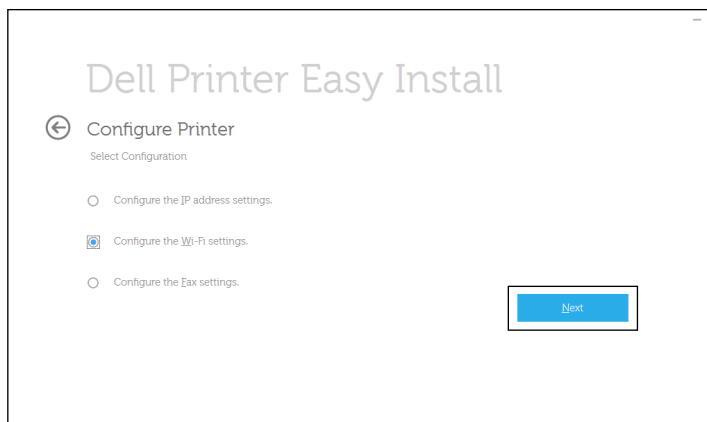 Dell Printer Easy Install
Configure Printer
Select Configuration
Configure the IP address settings.
Configure the Wi-Fi settings.
Configure the Fax settings.
Next